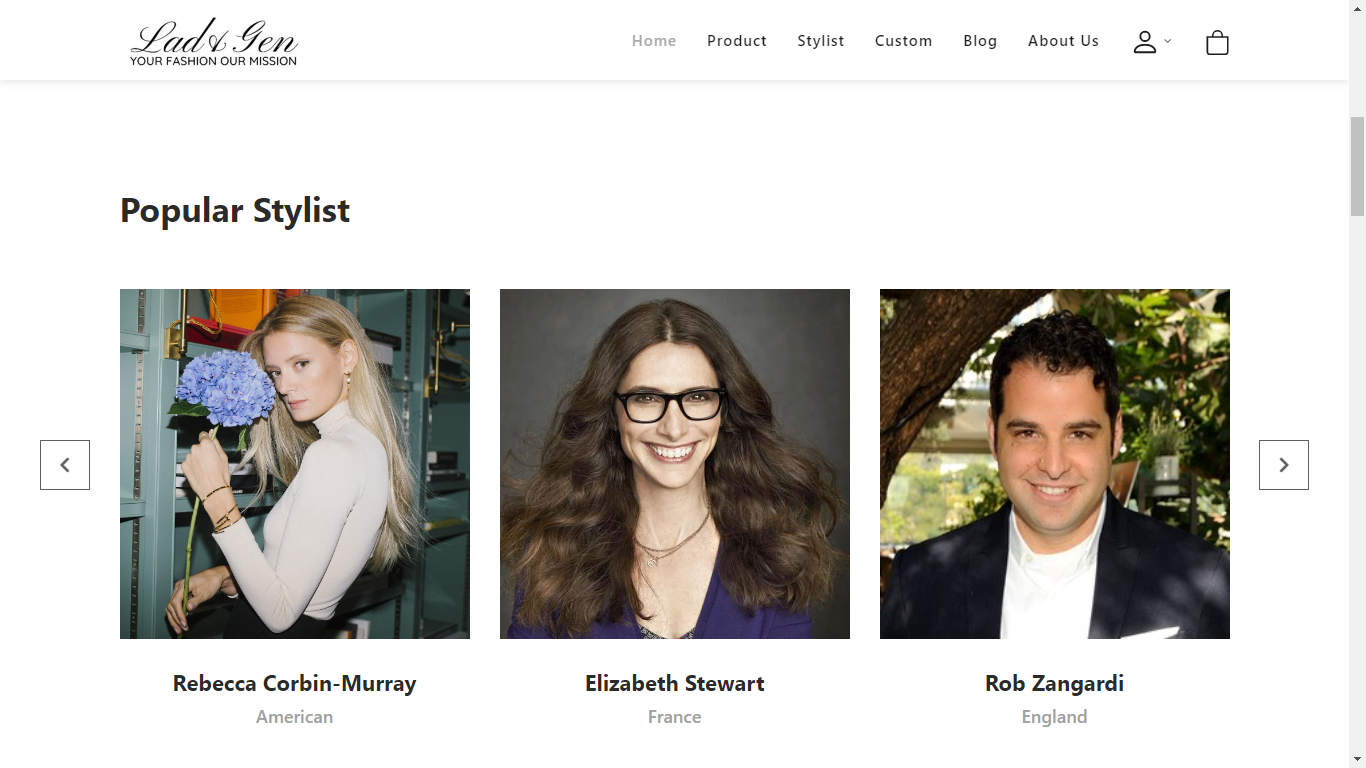 Lad & Gen
YOUR FASHION OUR MISSION
Home Product Stylist Custom Blog About Us
Popular Stylist
Rebecca Corbin-Murray Elizabeth Stewart Rob Zangardi
American France England